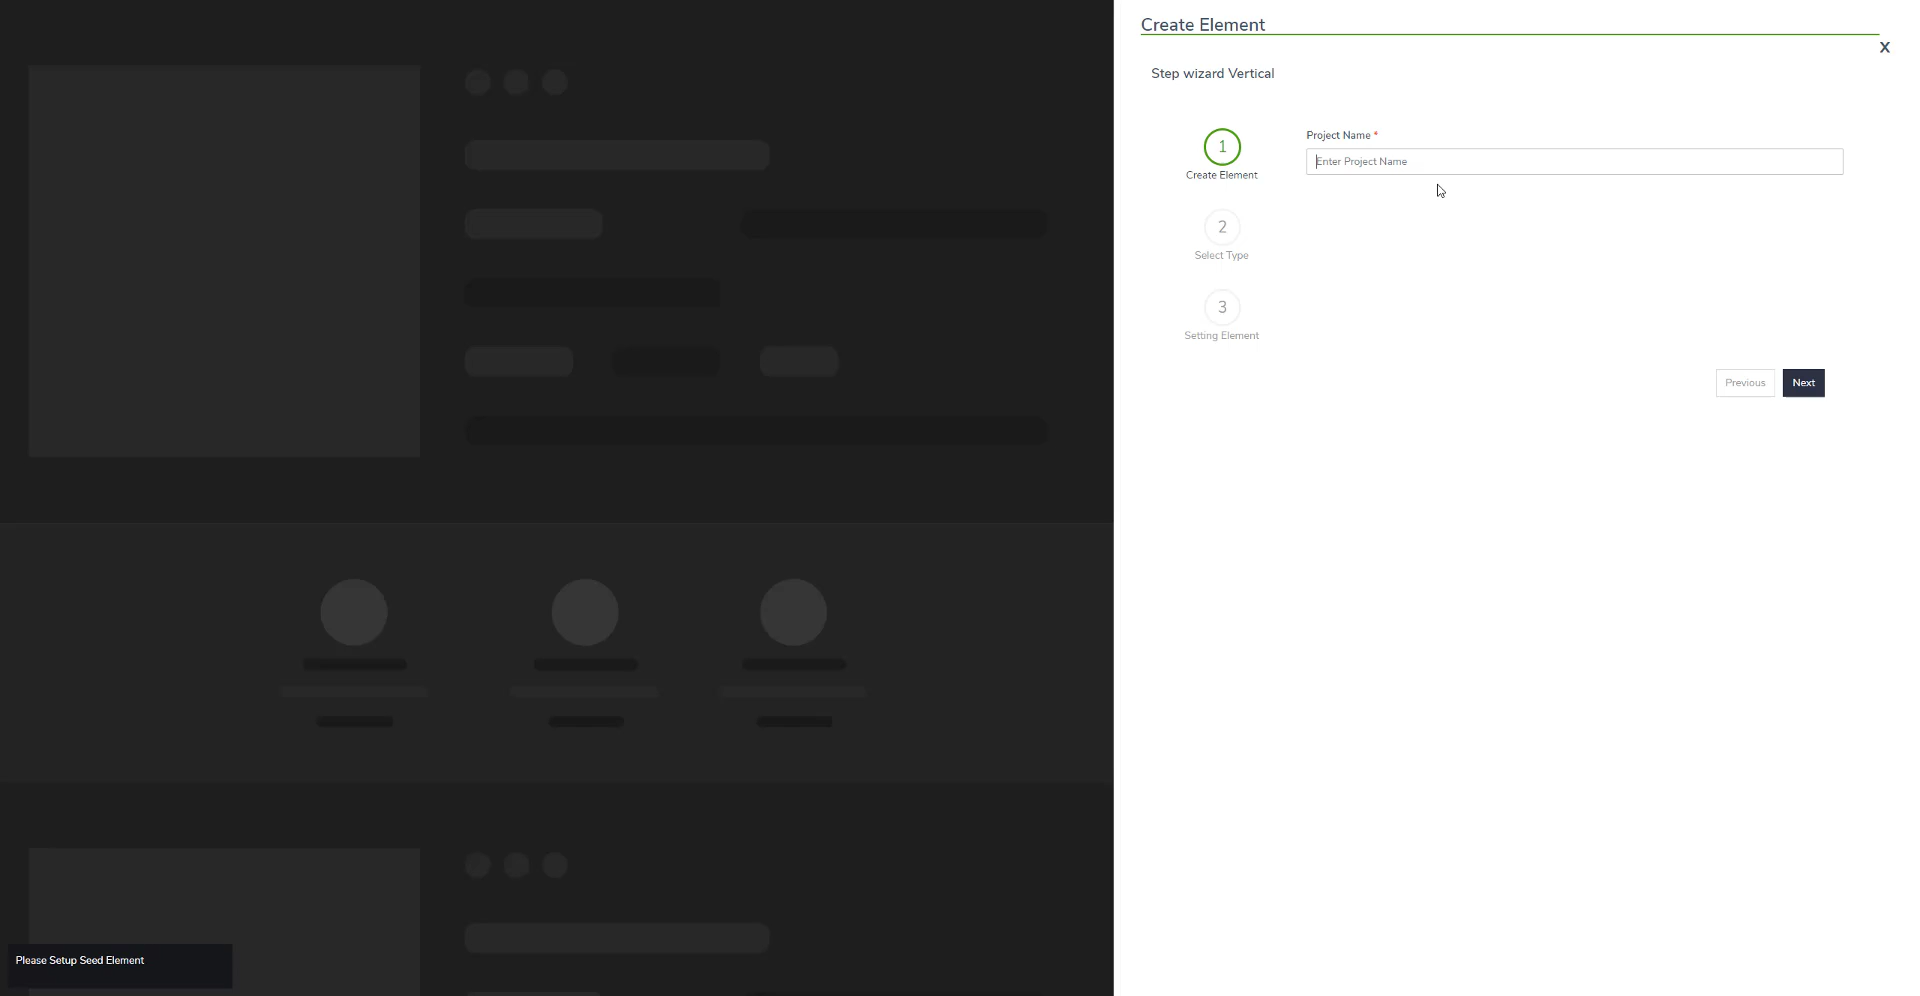 Create Element
X
Step wizard Vertical
1
Create Element
Project Name *
Enter Project Name
2
Select Type
3
Setting Element
Previous
Next
Please Setup Seed Element